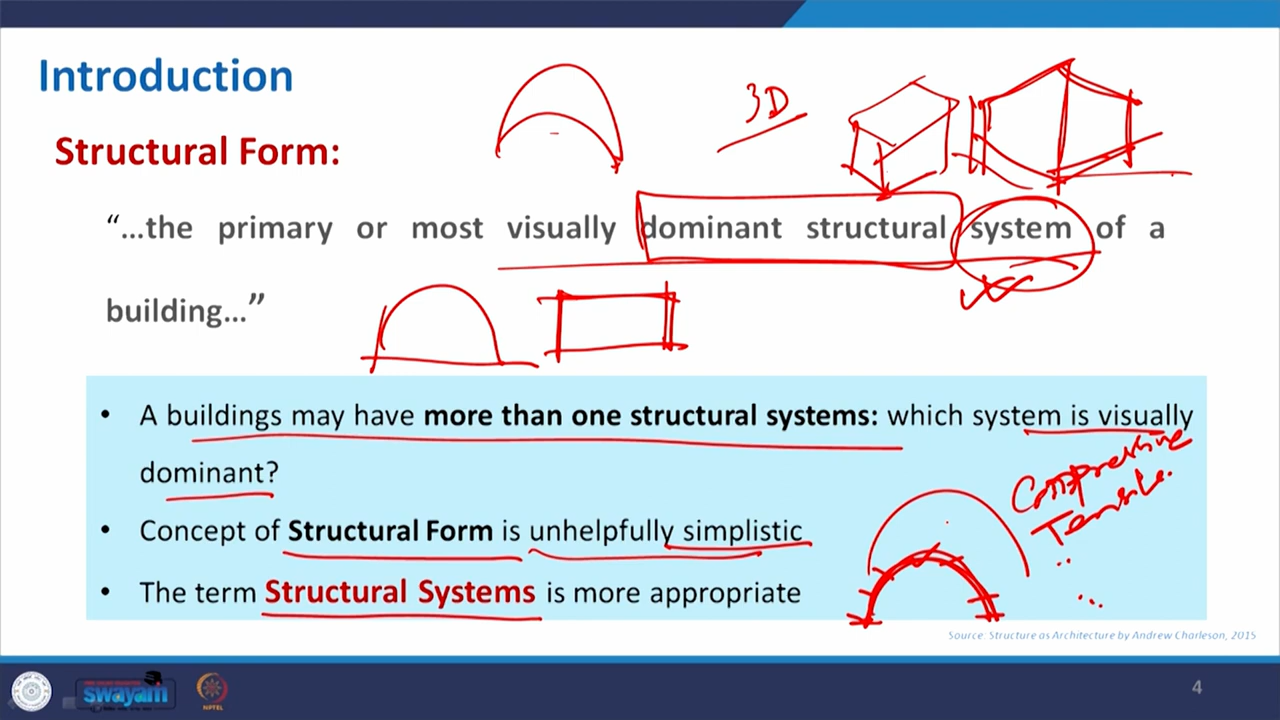 Introduction
3D
Structural Form:
“...the primary or most visually dominant structural system of a
building...”
• A buildings may have more than one structural systems: which system is visually
dominant?
Compressive
Tensile.
• Concept of Structural Form is unhelpfully simplistic
• The term Structural Systems is more appropriate
Source: Structure as Architecture by Andrew Charleson, 2015
swayam
NPTEL
4